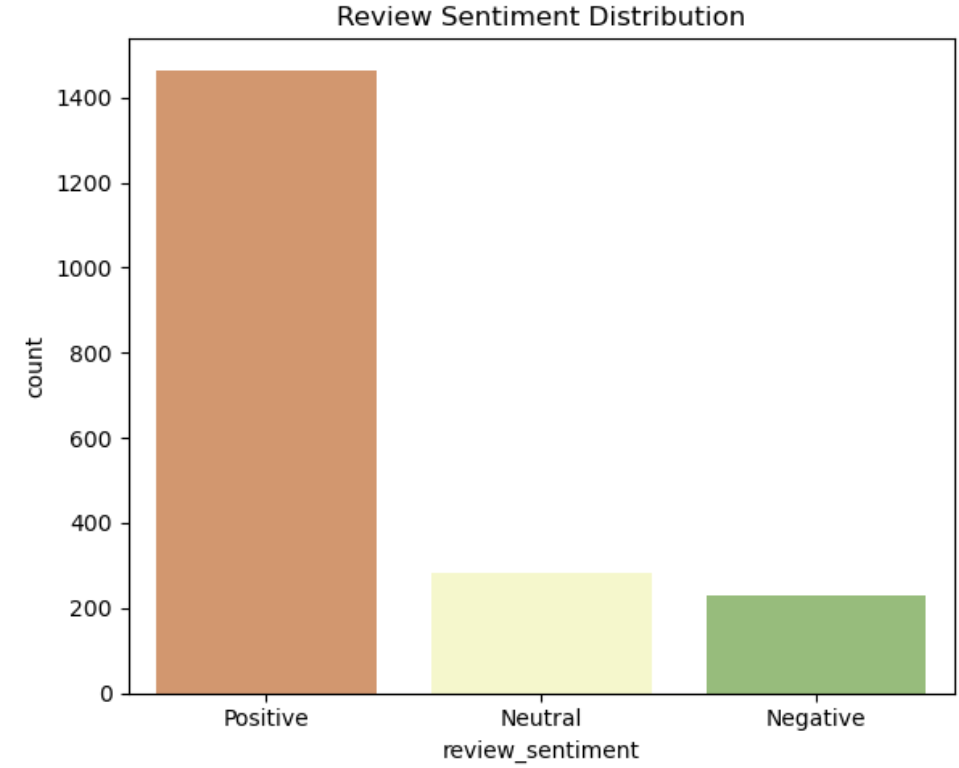 Review Sentiment Distribution
1400
1200
1000
800
600
400
200
0
count
Positive Neutral Negative
review_sentiment